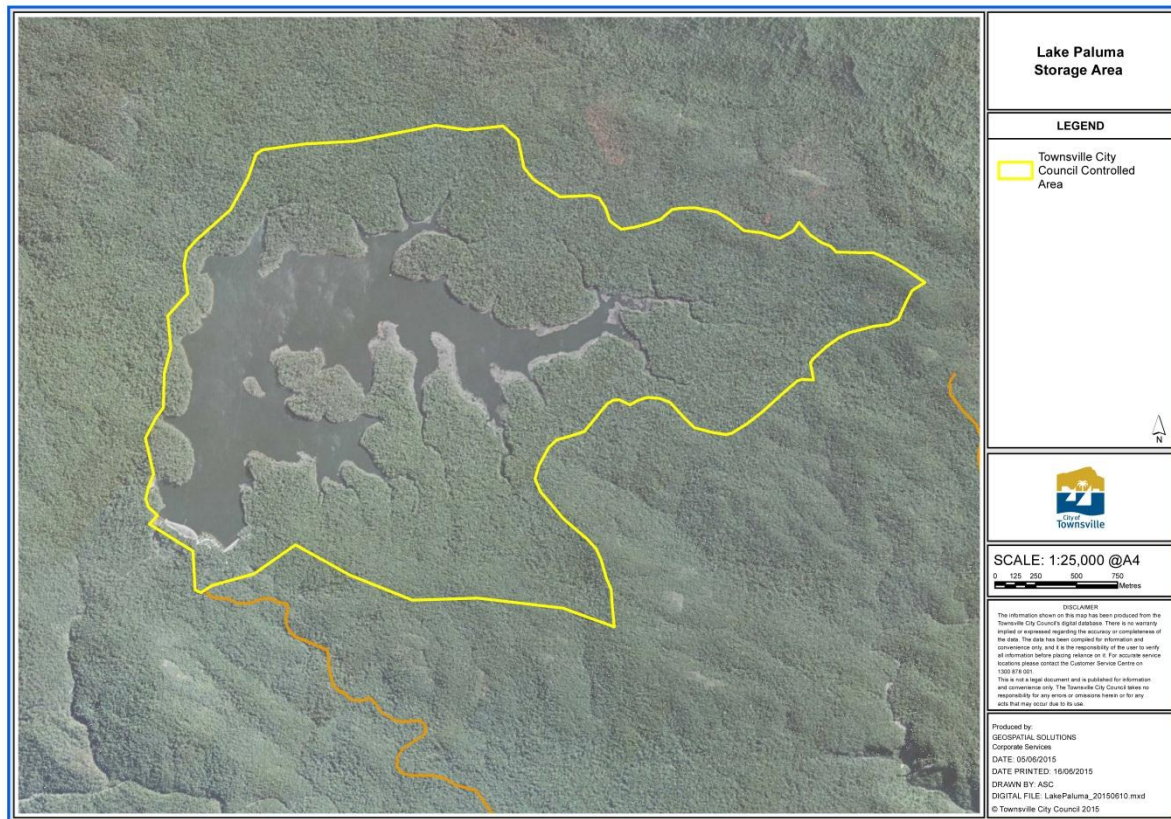 Lake Paluma
Storage Area
LEGEND
Townsville City
Council Controlled
Area
N
City of
Townsville
SCALE: 1:25,000 @A4
0 125 250 500 750
Metres
DISCLAIMER
The information shown on this map has been produced from the
Townsville City Council's digital database. There is no warranty
implied or expressed regarding the accuracy or completeness of
the data. The data has been compiled for information and
convenience only, and it is the responsibility of the user to verify
all information before placing reliance on it. For accurate service
locations please contact the Customer Service Centre on
1300 878 001.
This is not a legal document and is published for information
and convenience only. The Townsville City Council takes no
responsibility for any errors or omissions herein or for any
acts that may occur due to its use.
Produced by:
GEOSPATIAL SOLUTIONS
Corporate Services
DATE: 05/06/2015
DATE PRINTED: 16/06/2015
DRAWN BY: ASC
DIGITAL FILE: LakePaluma_20150610.mxd
© Townsville City Council 2015